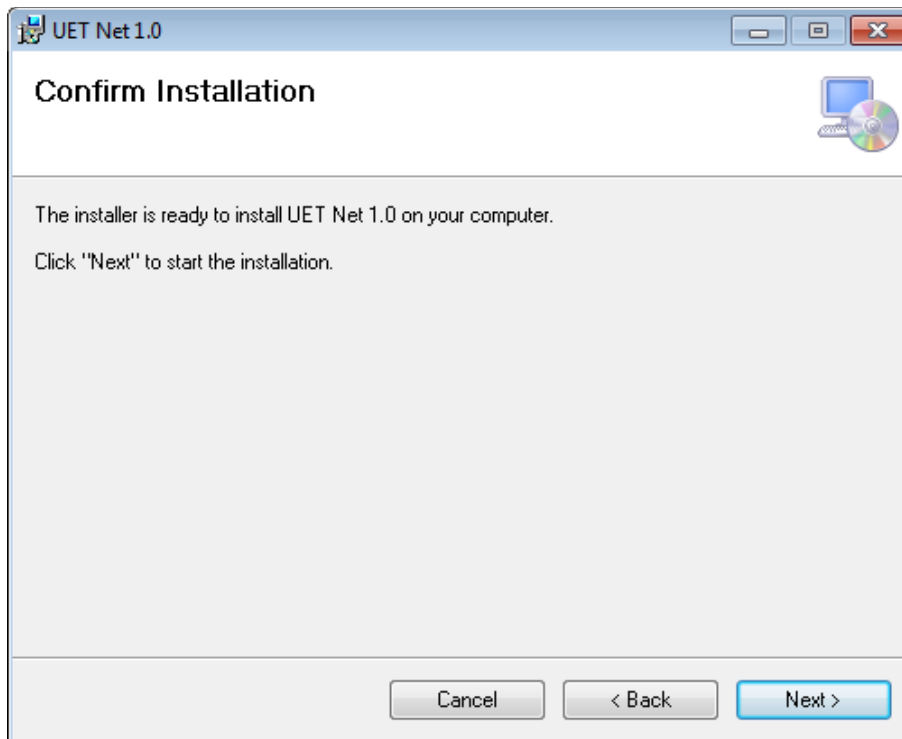 UET Net 1.0
Confirm Installation
The installer is ready to install UET Net 1.0 on your computer.
Click "Next" to start the installation.
Cancel
< Back
Next >